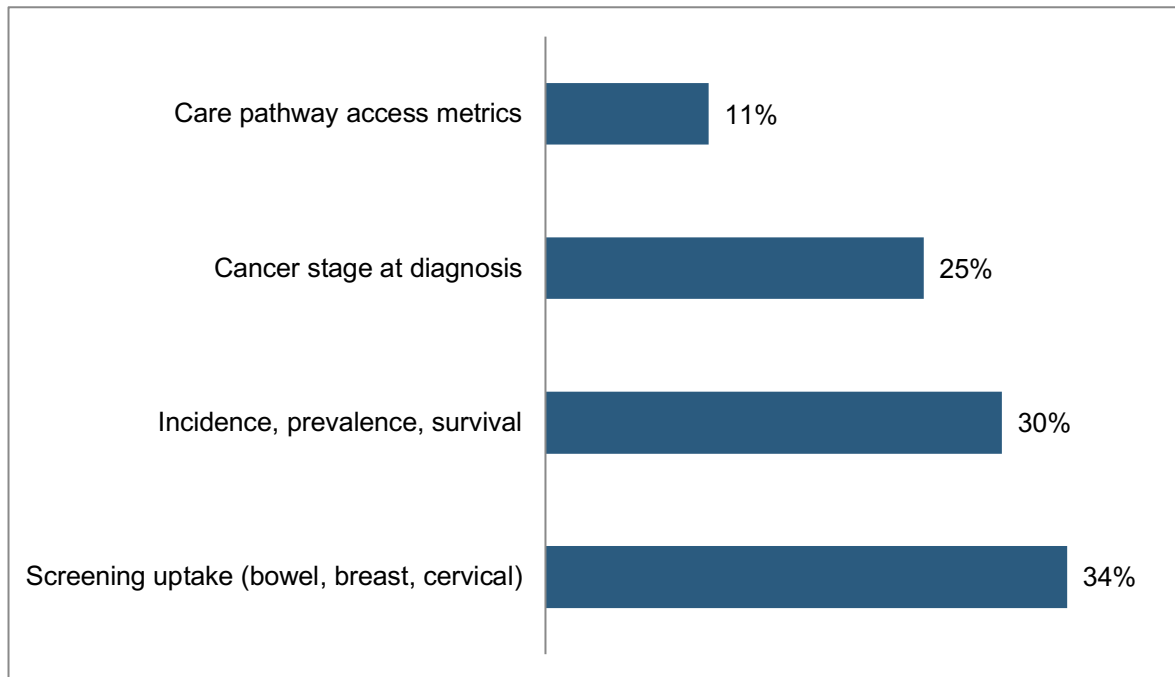 Care pathway access metrics 11%
Cancer stage at diagnosis 25%
Incidence, prevalence, survival 30%
Screening uptake (bowel, breast, cervical) 34%